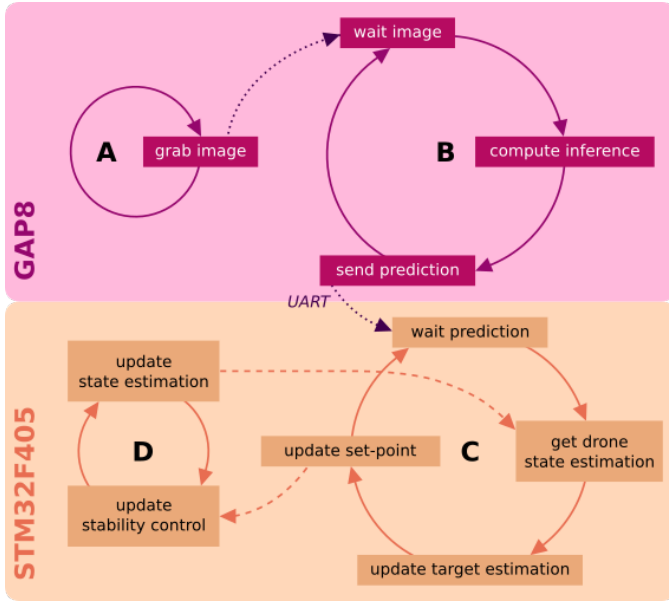 GAP8
wait image
A
grab image
B
compute inference
send prediction
UART
STM32F405
wait prediction
update
state estimation
D
update set-point
C
get drone
state estimation
update
stability control
update target estimation